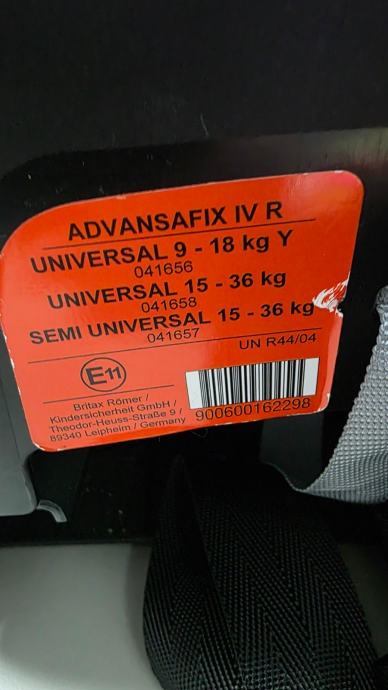 ADVANSAFIX IV R
UNIVERSAL 9 - 18 kg Y
041656
UNIVERSAL 15 - 36 kg
041658
SEMI UNIVERSAL 15 - 36 kg
041657
UN R44/04
E11
Britax Römer /
Kindersicherheit GmbH /
Theodor-Heuss-Straße 9 /
89340 Leipheim / Germany
900600162298